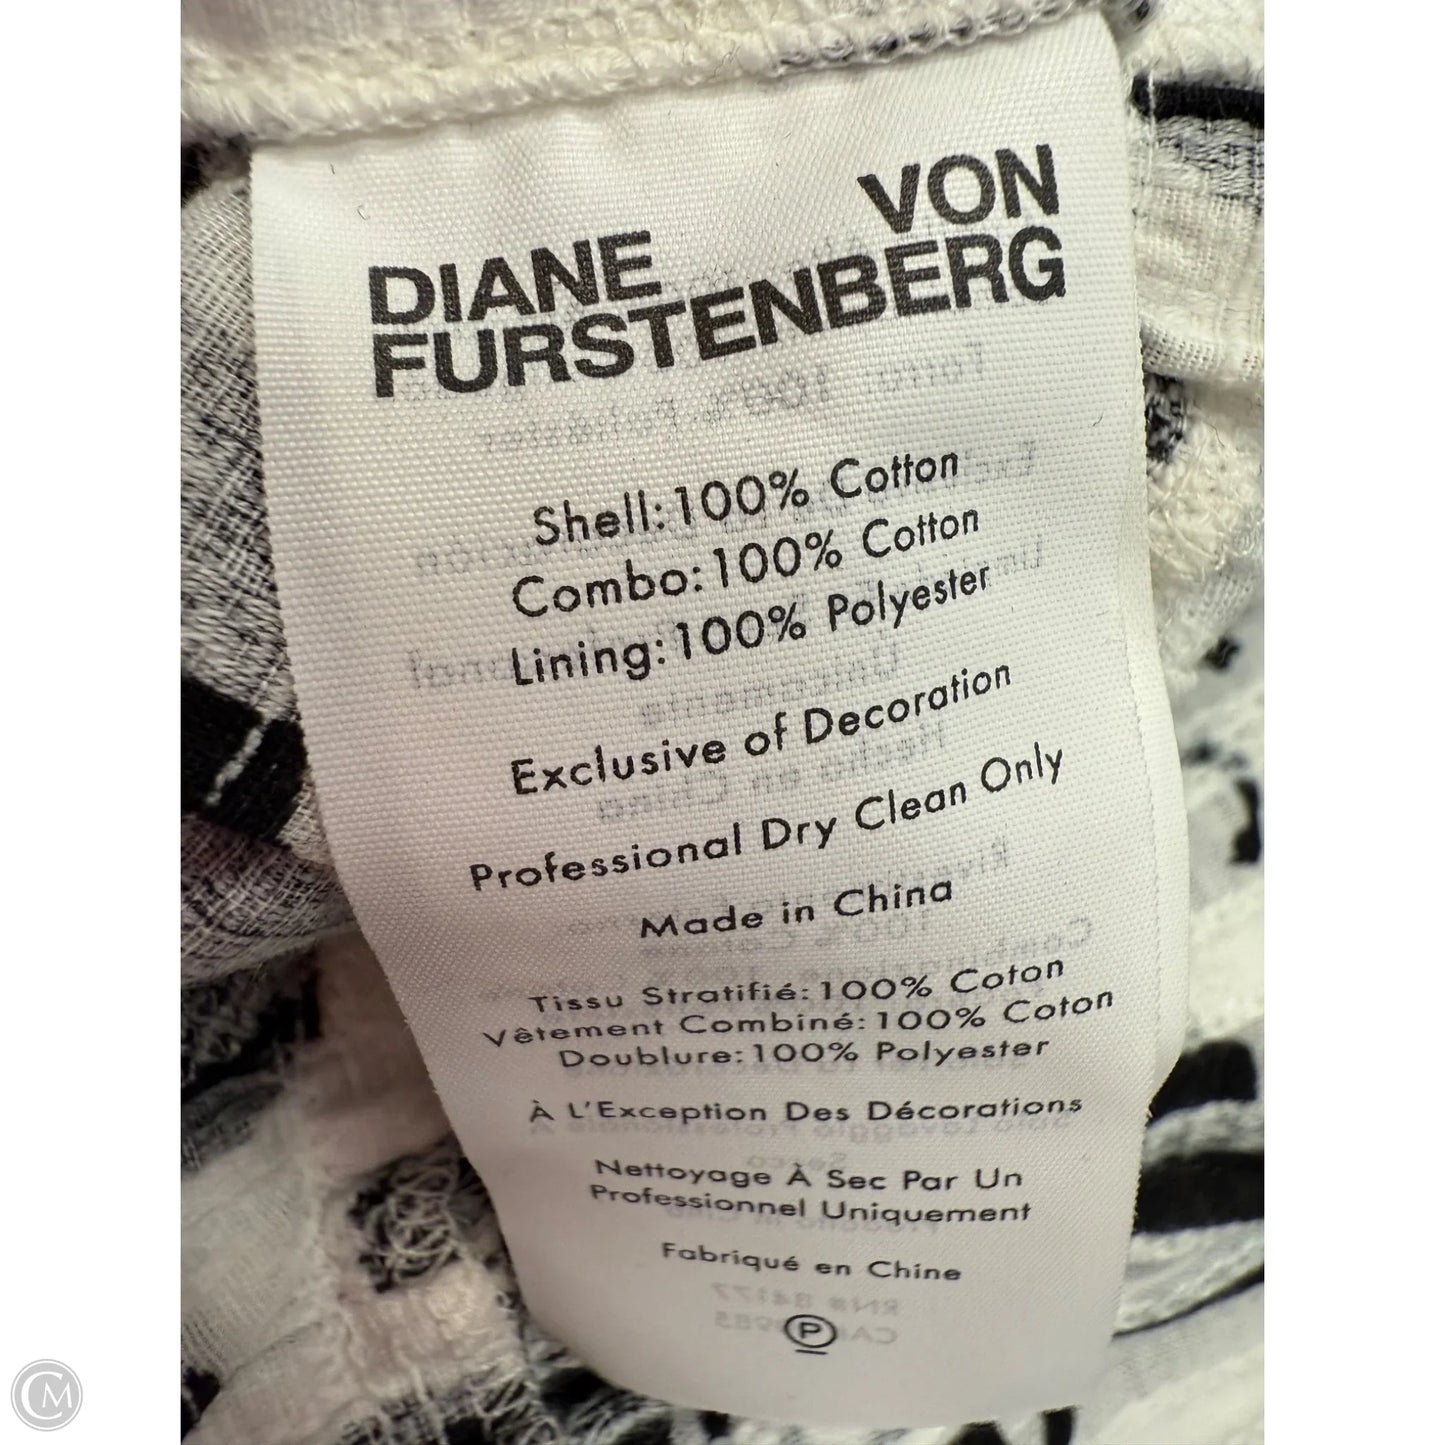 DIANE VON
FURSTENBERG
Shell: 100% Cotton
Combo: 100% Cotton
Lining: 100% Polyester
Exclusive of Decoration
Professional Dry Clean Only
Made in China
Tissu Stratifié: 100% Coton
Vêtement Combiné: 100% Coton
Doublure: 100% Polyester
À L'Exception Des Décorations
Nettoyage À Sec Par Un
Professionnel Uniquement
Fabriqué en Chine
P
CM